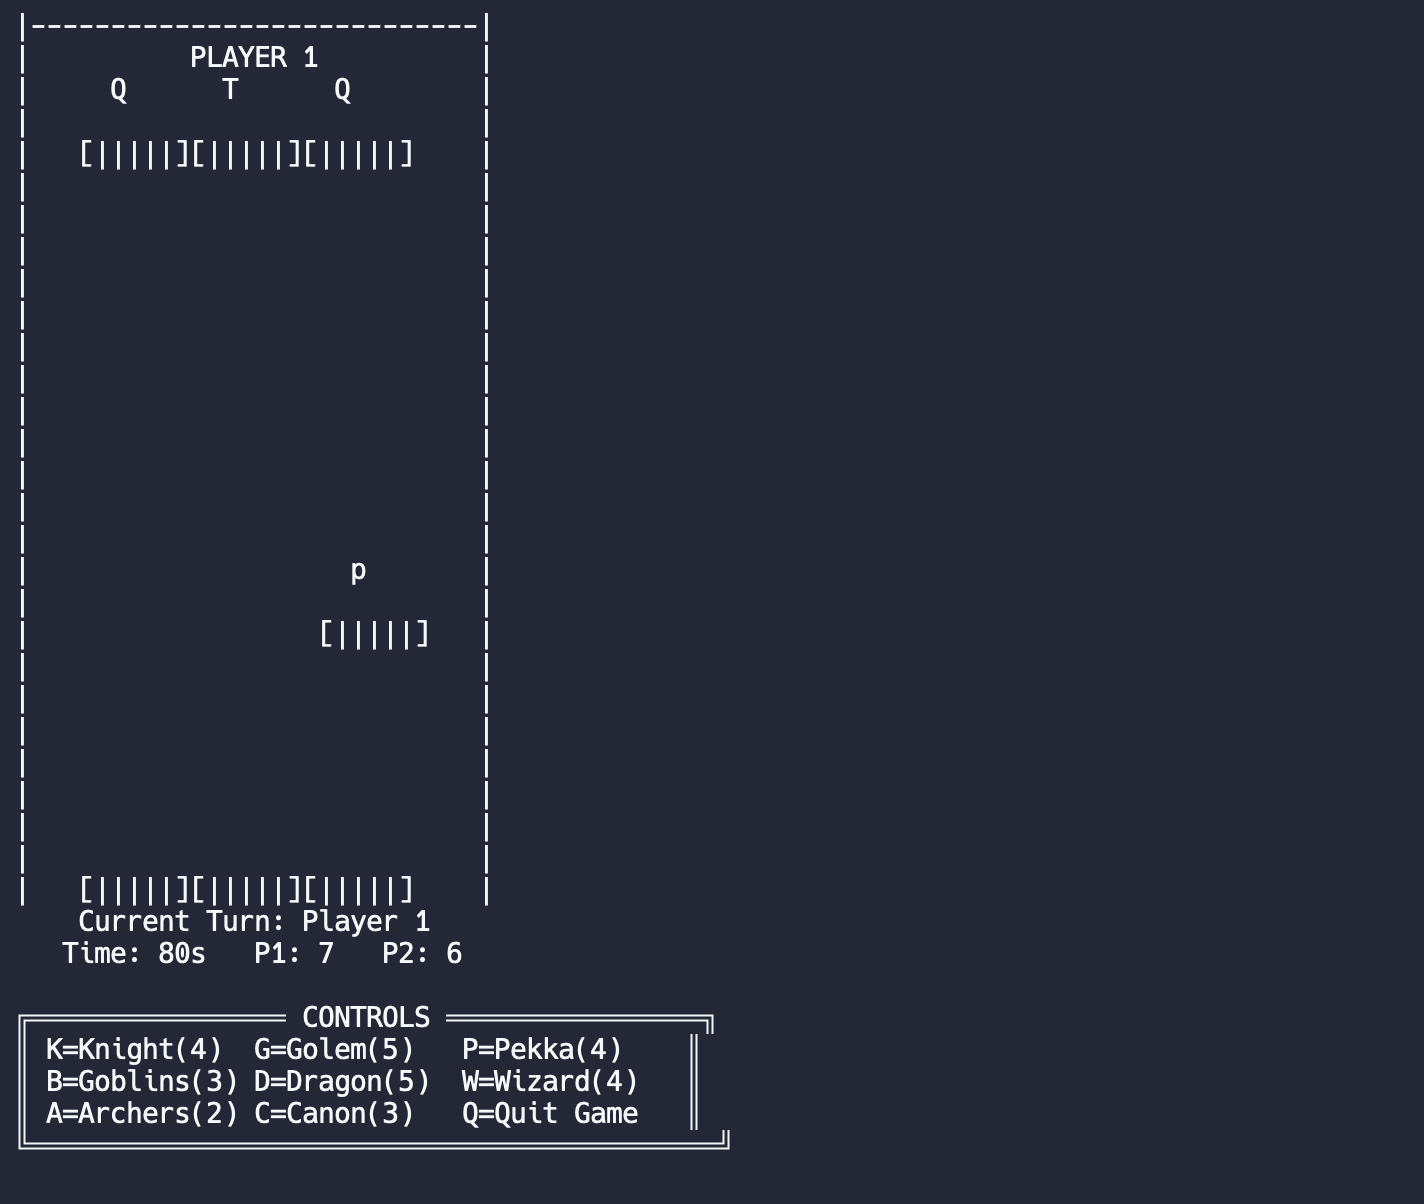 |----------------------------|
|          PLAYER 1          |
|     Q      T      Q        |
|                            |
|   [|||||][|||||][|||||]    |
|                            |
|                            |
|                            |
|                            |
|                            |
|                            |
|                            |
|                            |
|                            |
|                            |
|                            |
|                            |
|                    p       |
|                            |
|                  [|||||]   |
|                            |
|                            |
|                            |
|                            |
|                            |
|                            |
|                            |
|   [|||||][|||||][|||||]    |
    Current Turn: Player 1
   Time: 80s   P1: 7   P2: 6

╔════════════════ CONTROLS ════════════════╗
║ K=Knight(4)  G=Golem(5)   P=Pekka(4)    ║
║ B=Goblins(3) D=Dragon(5)  W=Wizard(4)   ║
║ A=Archers(2) C=Canon(3)   Q=Quit Game   ║
╚═══════════════════════════════════════════╝